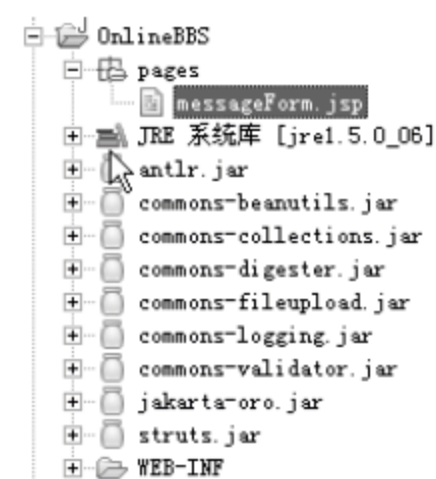 OnlineBBS
pages
messageForm.jsp
JRE 系统库 [jre1.5.0_06]
antlr.jar
commons-beanutils.jar
commons-collections.jar
commons-digester.jar
commons-fileupload.jar
commons-logging.jar
commons-validator.jar
jakarta-oro.jar
struts.jar
WEB-INF